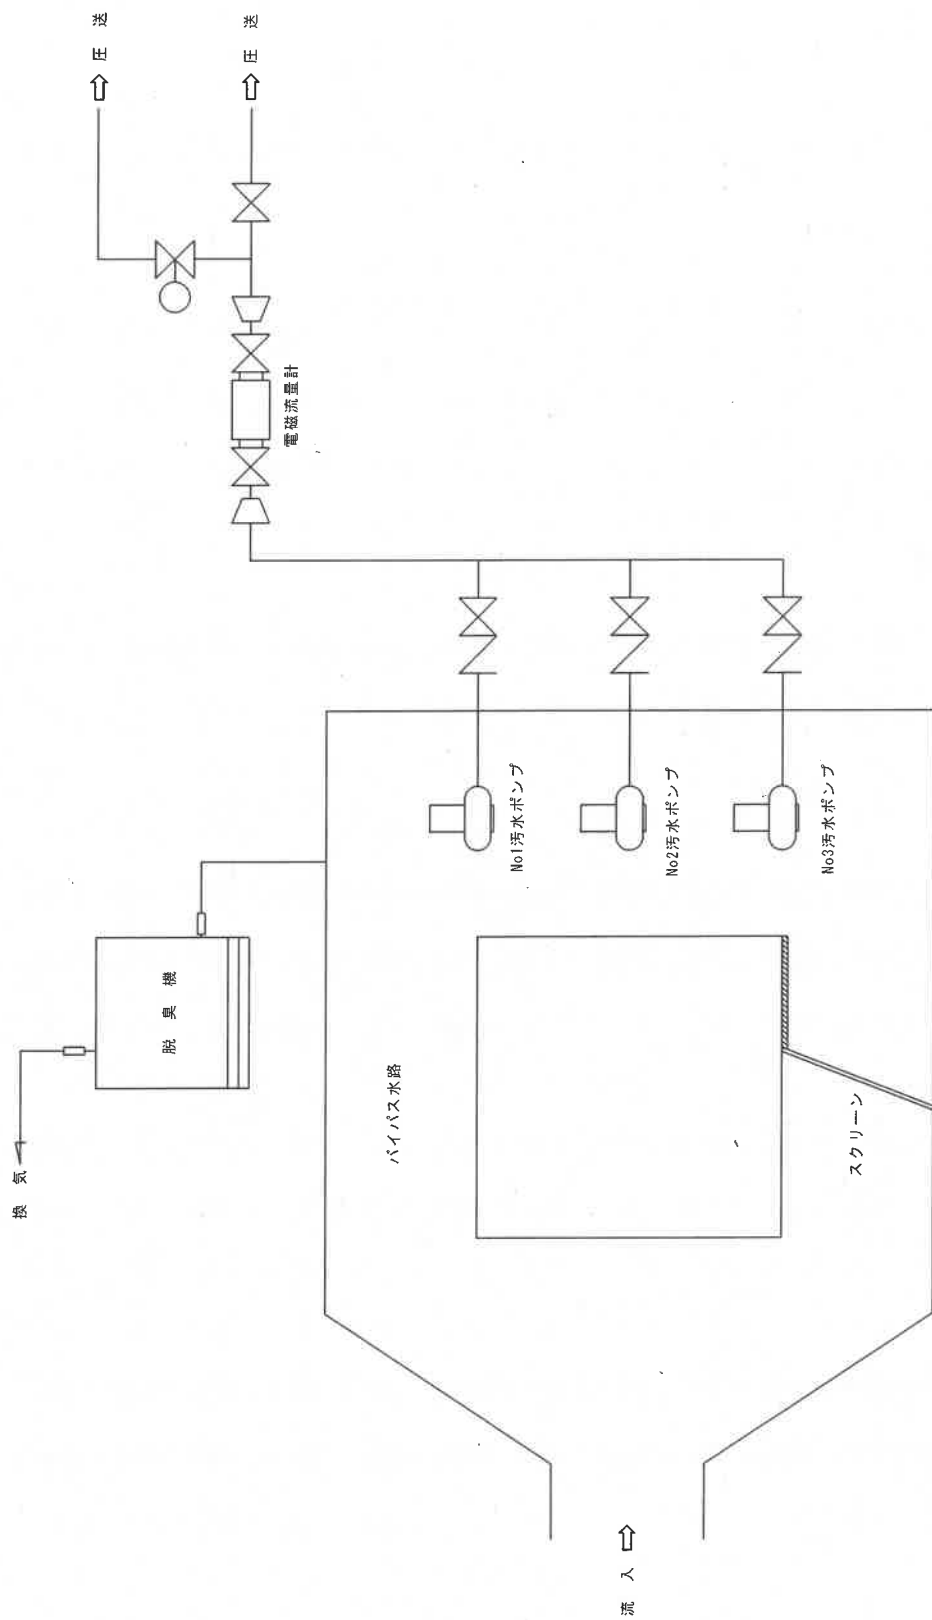 換 気
脱 臭 機
圧 送
圧 送
電磁流量計
バイパス水路
No1汚水ポンプ
No2汚水ポンプ
No3汚水ポンプ
スクリーン
流 入